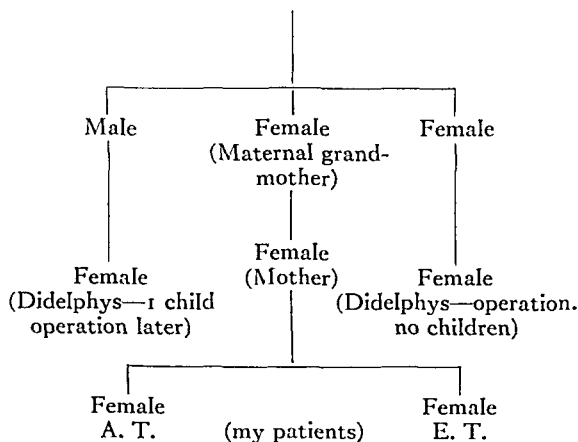 Male
Female
(Maternal grand-
mother)
Female
Female
(Didelphys—1 child
operation later)
Female
(Mother)
Female
(Didelphys—operation.
no children)
Female
A. T.
(my patients)
Female
E. T.